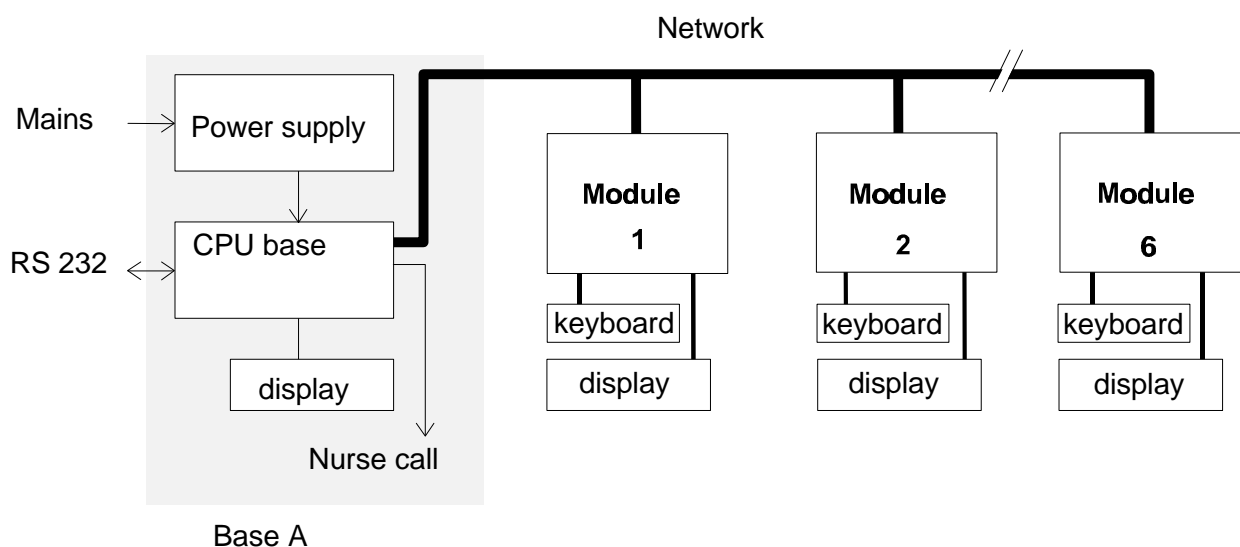 Network
Mains
Power supply
CPU base
RS 232
display
Nurse call
Base A
Module
1
keyboard
display
Module
2
keyboard
display
Module
6
keyboard
display